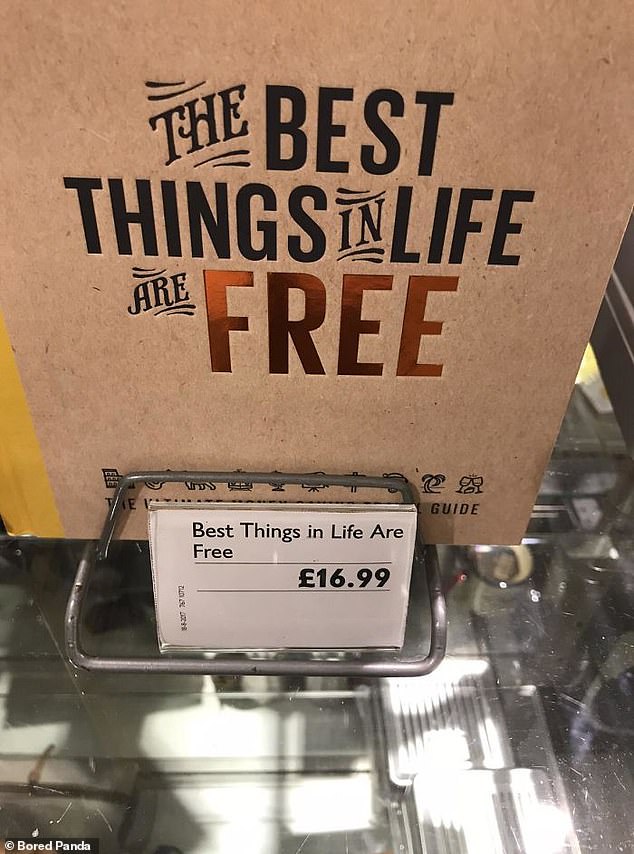 THE BEST
THINGS IN LIFE
ARE FREE
THE ULTIMATE
GUIDE
Best Things in Life Are
Free
£16.99
© Bored Panda